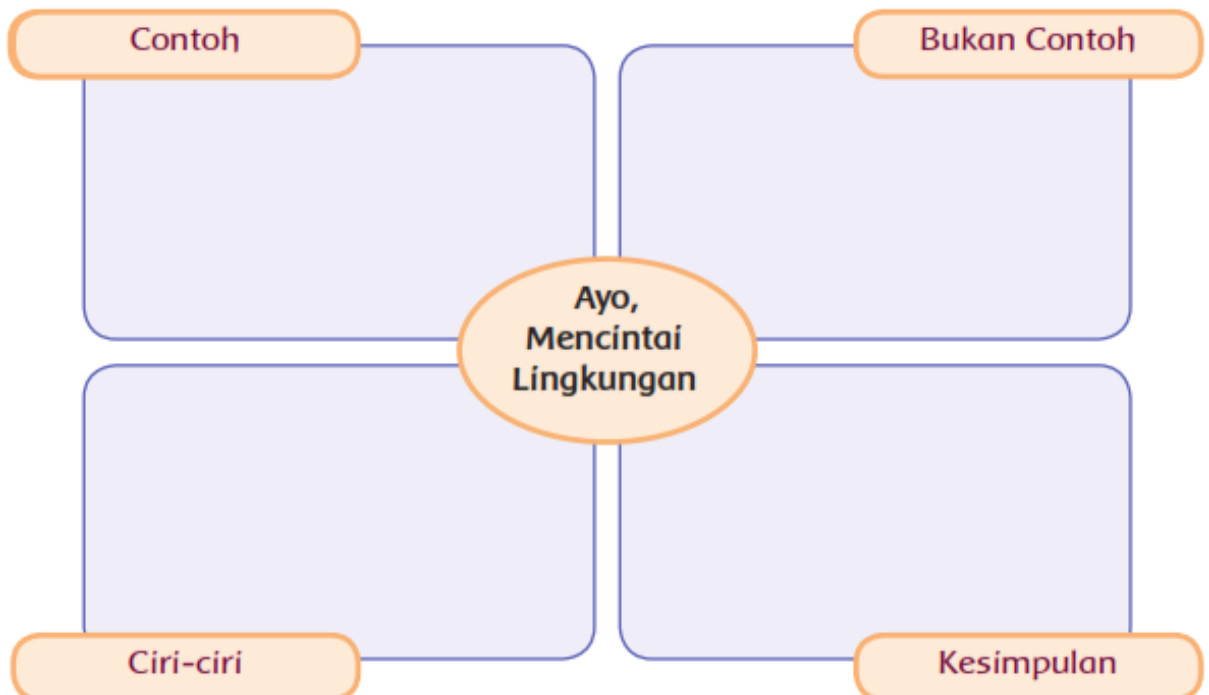 Contoh
Bukan Contoh
Ayo,
Mencintai
Lingkungan
Ciri-ciri
Kesimpulan